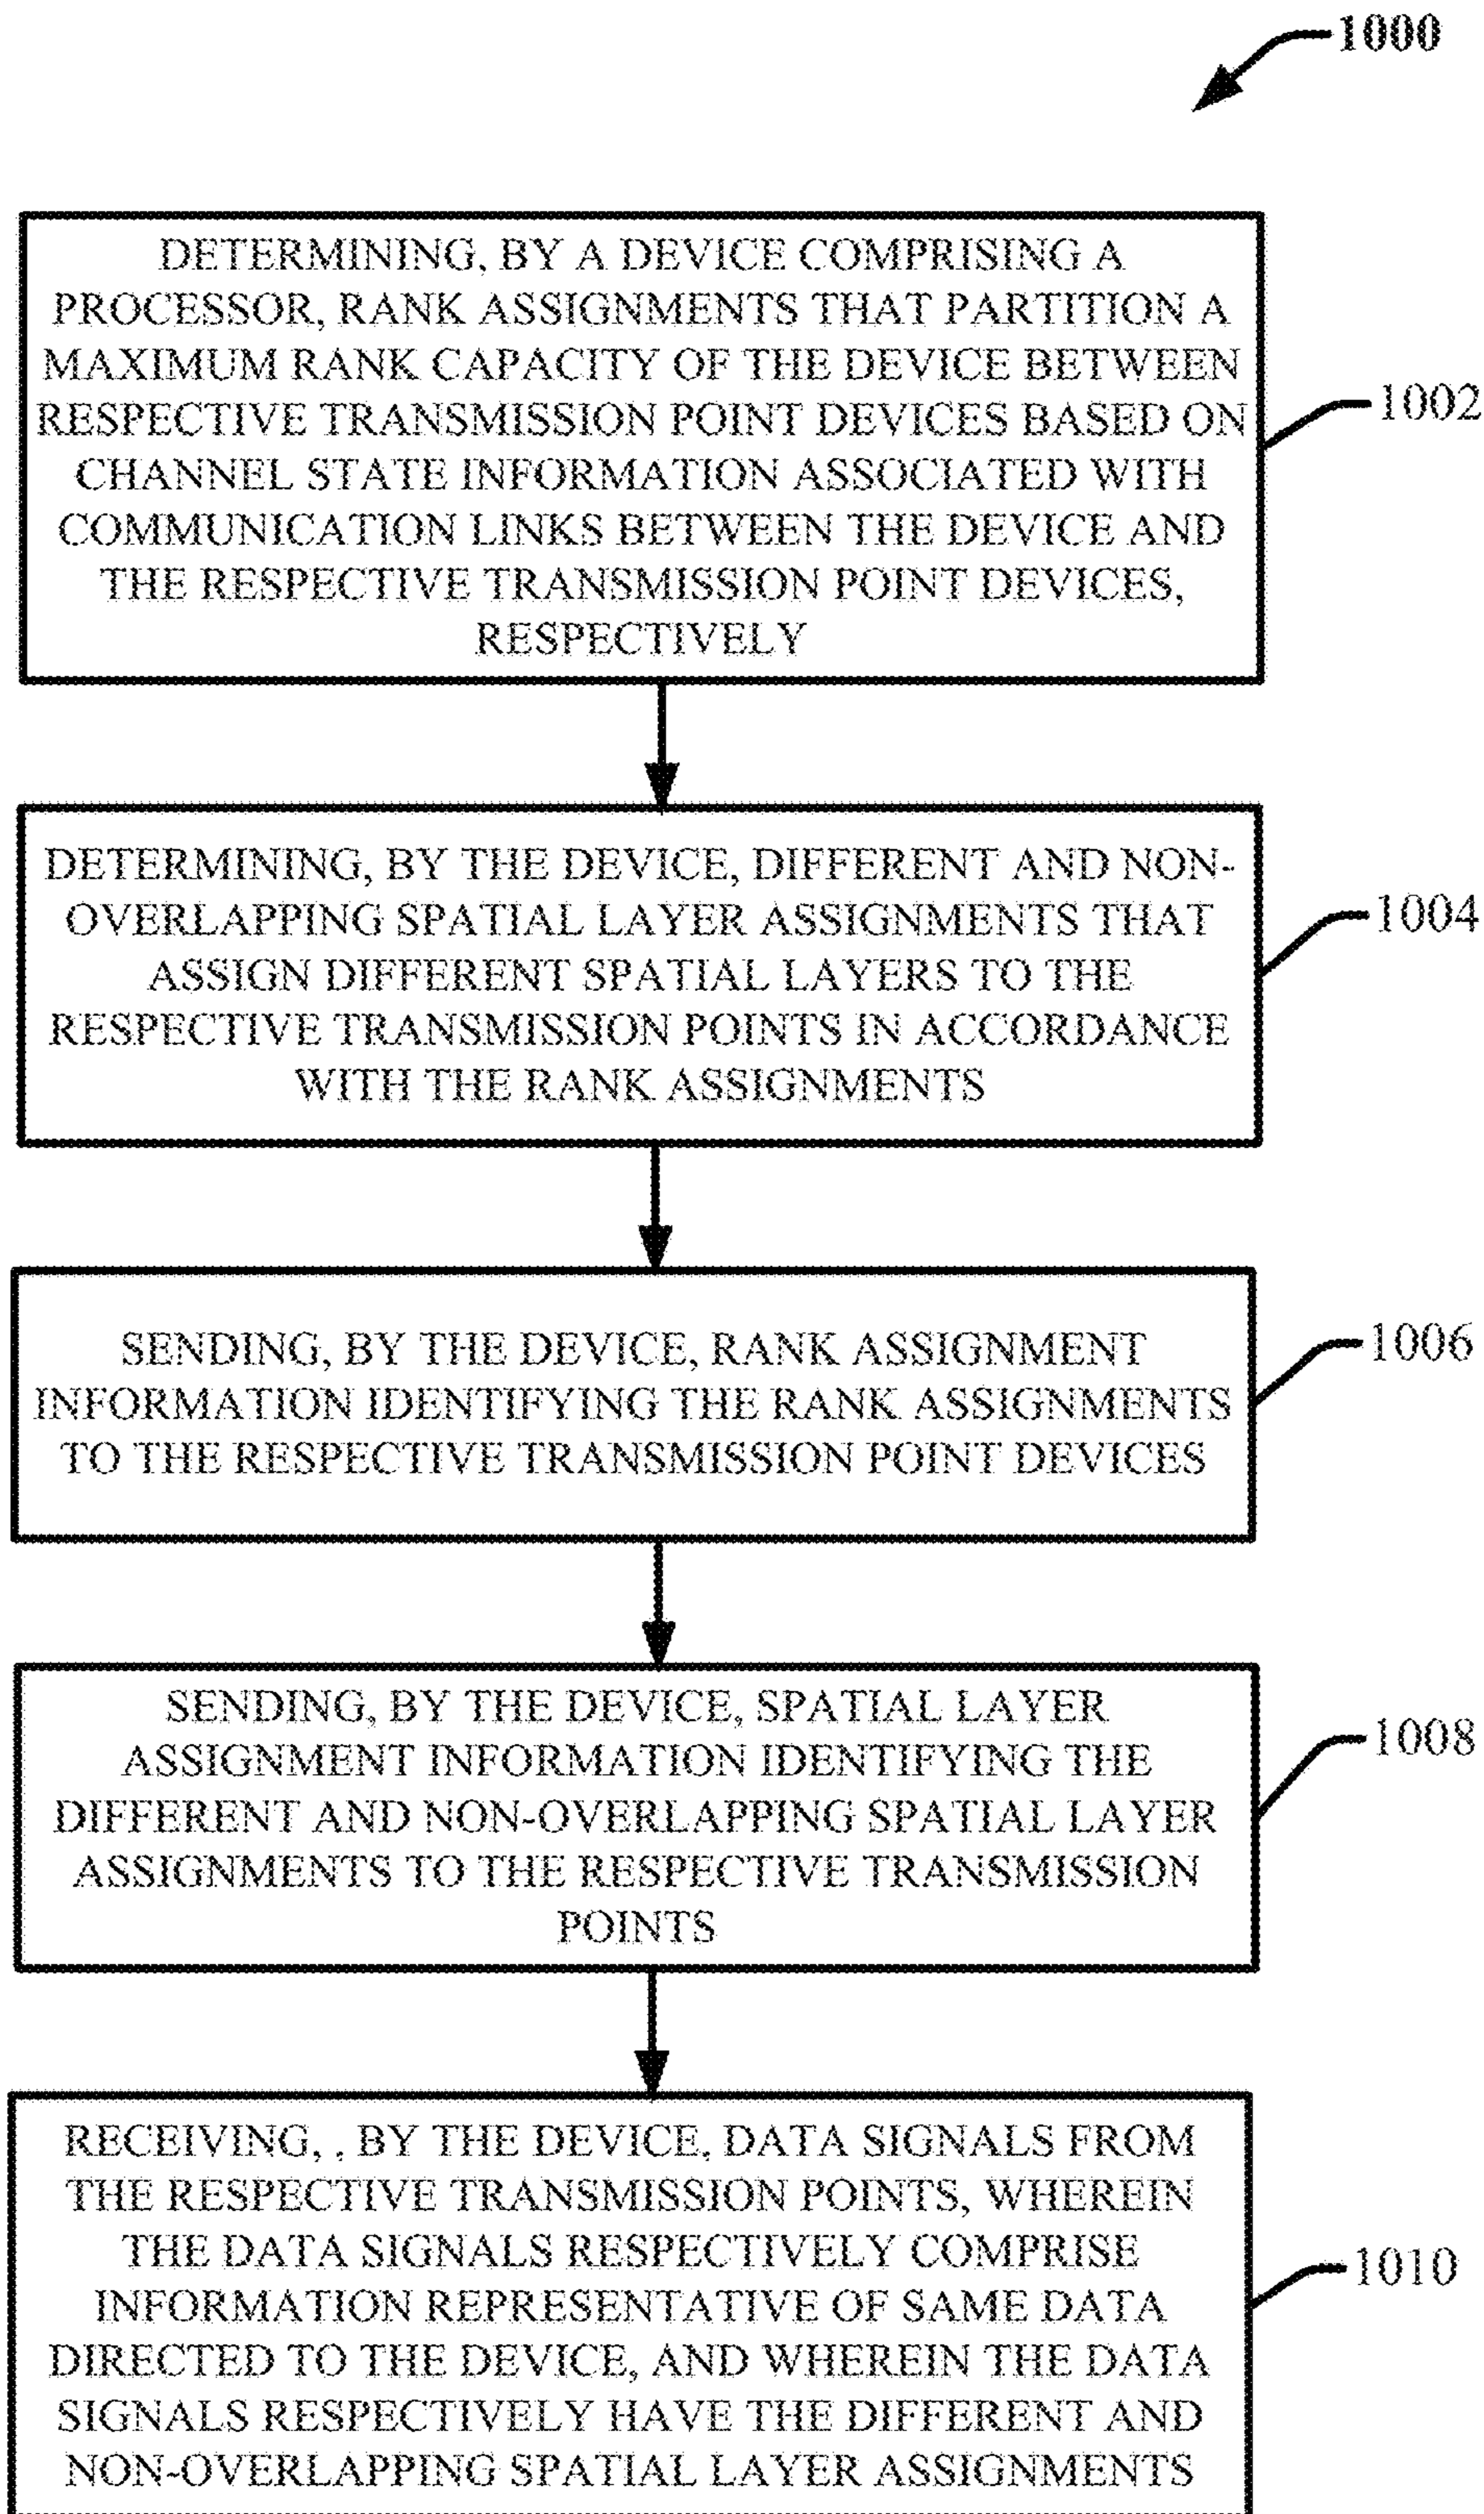 1000
DETERMINING, BY A DEVICE COMPRISING A
PROCESSOR, RANK ASSIGNMENTS THAT PARTITION A
MAXIMUM RANK CAPACITY OF THE DEVICE BETWEEN
RESPECTIVE TRANSMISSION POINT DEVICES BASED ON
CHANNEL STATE INFORMATION ASSOCIATED WITH
COMMUNICATION LINKS BETWEEN THE DEVICE AND
THE RESPECTIVE TRANSMISSION POINT DEVICES,
RESPECTIVELY
1002
DETERMINING, BY THE DEVICE, DIFFERENT AND NON-
OVERLAPPING SPATIAL LAYER ASSIGNMENTS THAT
ASSIGN DIFFERENT SPATIAL LAYERS TO THE
RESPECTIVE TRANSMISSION POINTS IN ACCORDANCE
WITH THE RANK ASSIGNMENTS
1004
SENDING, BY THE DEVICE, RANK ASSIGNMENT
INFORMATION IDENTIFYING THE RANK ASSIGNMENTS
TO THE RESPECTIVE TRANSMISSION POINT DEVICES
1006
SENDING, BY THE DEVICE, SPATIAL LAYER
ASSIGNMENT INFORMATION IDENTIFYING THE
DIFFERENT AND NON-OVERLAPPING SPATIAL LAYER
ASSIGNMENTS TO THE RESPECTIVE TRANSMISSION
POINTS
1008
RECEIVING, , BY THE DEVICE, DATA SIGNALS FROM
THE RESPECTIVE TRANSMISSION POINTS, WHEREIN
THE DATA SIGNALS RESPECTIVELY COMPRISE
INFORMATION REPRESENTATIVE OF SAME DATA
DIRECTED TO THE DEVICE, AND WHEREIN THE DATA
SIGNALS RESPECTIVELY HAVE THE DIFFERENT AND
NON-OVERLAPPING SPATIAL LAYER ASSIGNMENTS
1010